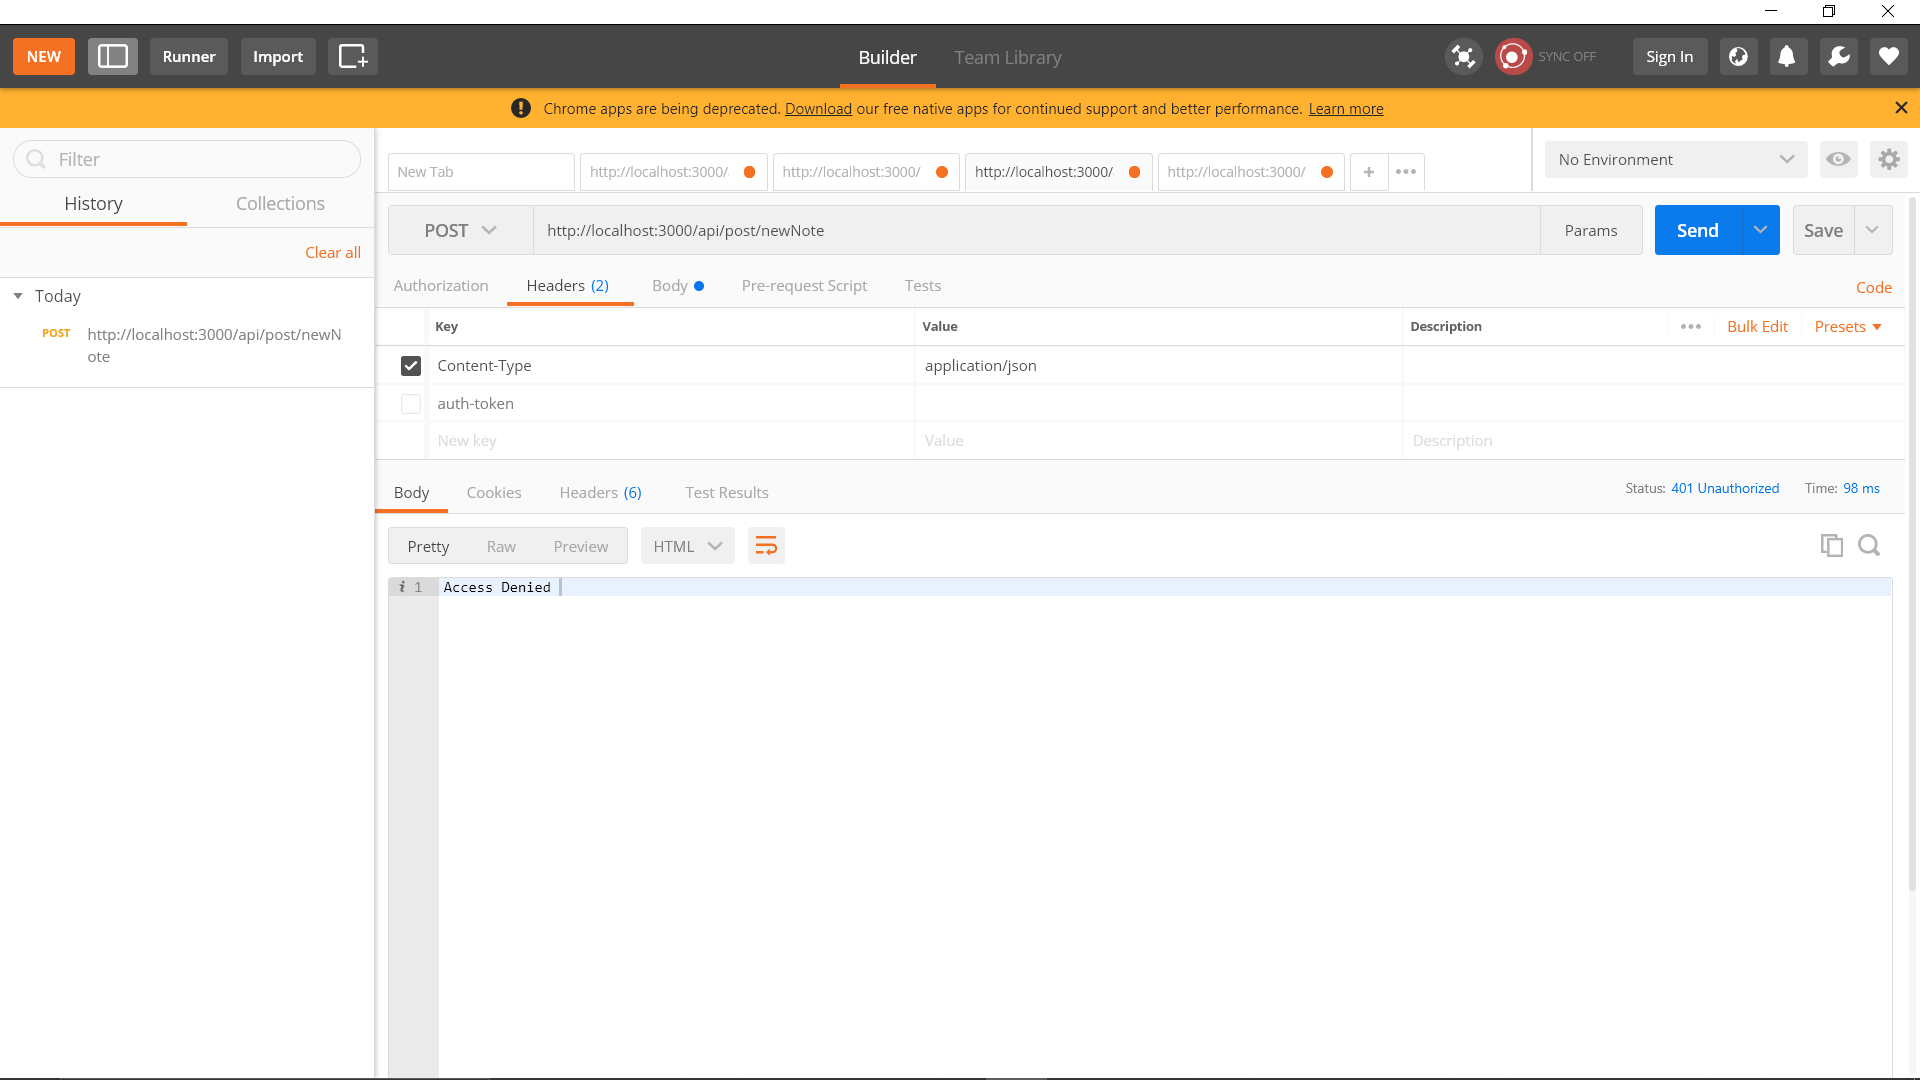 NEW
Runner
Import
Builder
Team Library
SYNC OFF
Sign In
Chrome apps are being deprecated. Download our free native apps for continued support and better performance. Learn more
Filter
History
Collections
Clear all
Today
POST
http://localhost:3000/api/post/newN
ote
New Tab
http://localhost:3000/
http://localhost:3000/
http://localhost:3000/
http://localhost:3000/
No Environment
POST
http://localhost:3000/api/post/newNote
Params
Send
Save
Authorization
Headers (2)
Body
Pre-request Script
Tests
Code
Key
Value
Description
Bulk Edit
Presets
Content-Type
application/json
auth-token
New key
Value
Description
Body
Cookies
Headers (6)
Test Results
Status: 401 Unauthorized
Time: 98 ms
Pretty
Raw
Preview
HTML
i 1
Access Denied